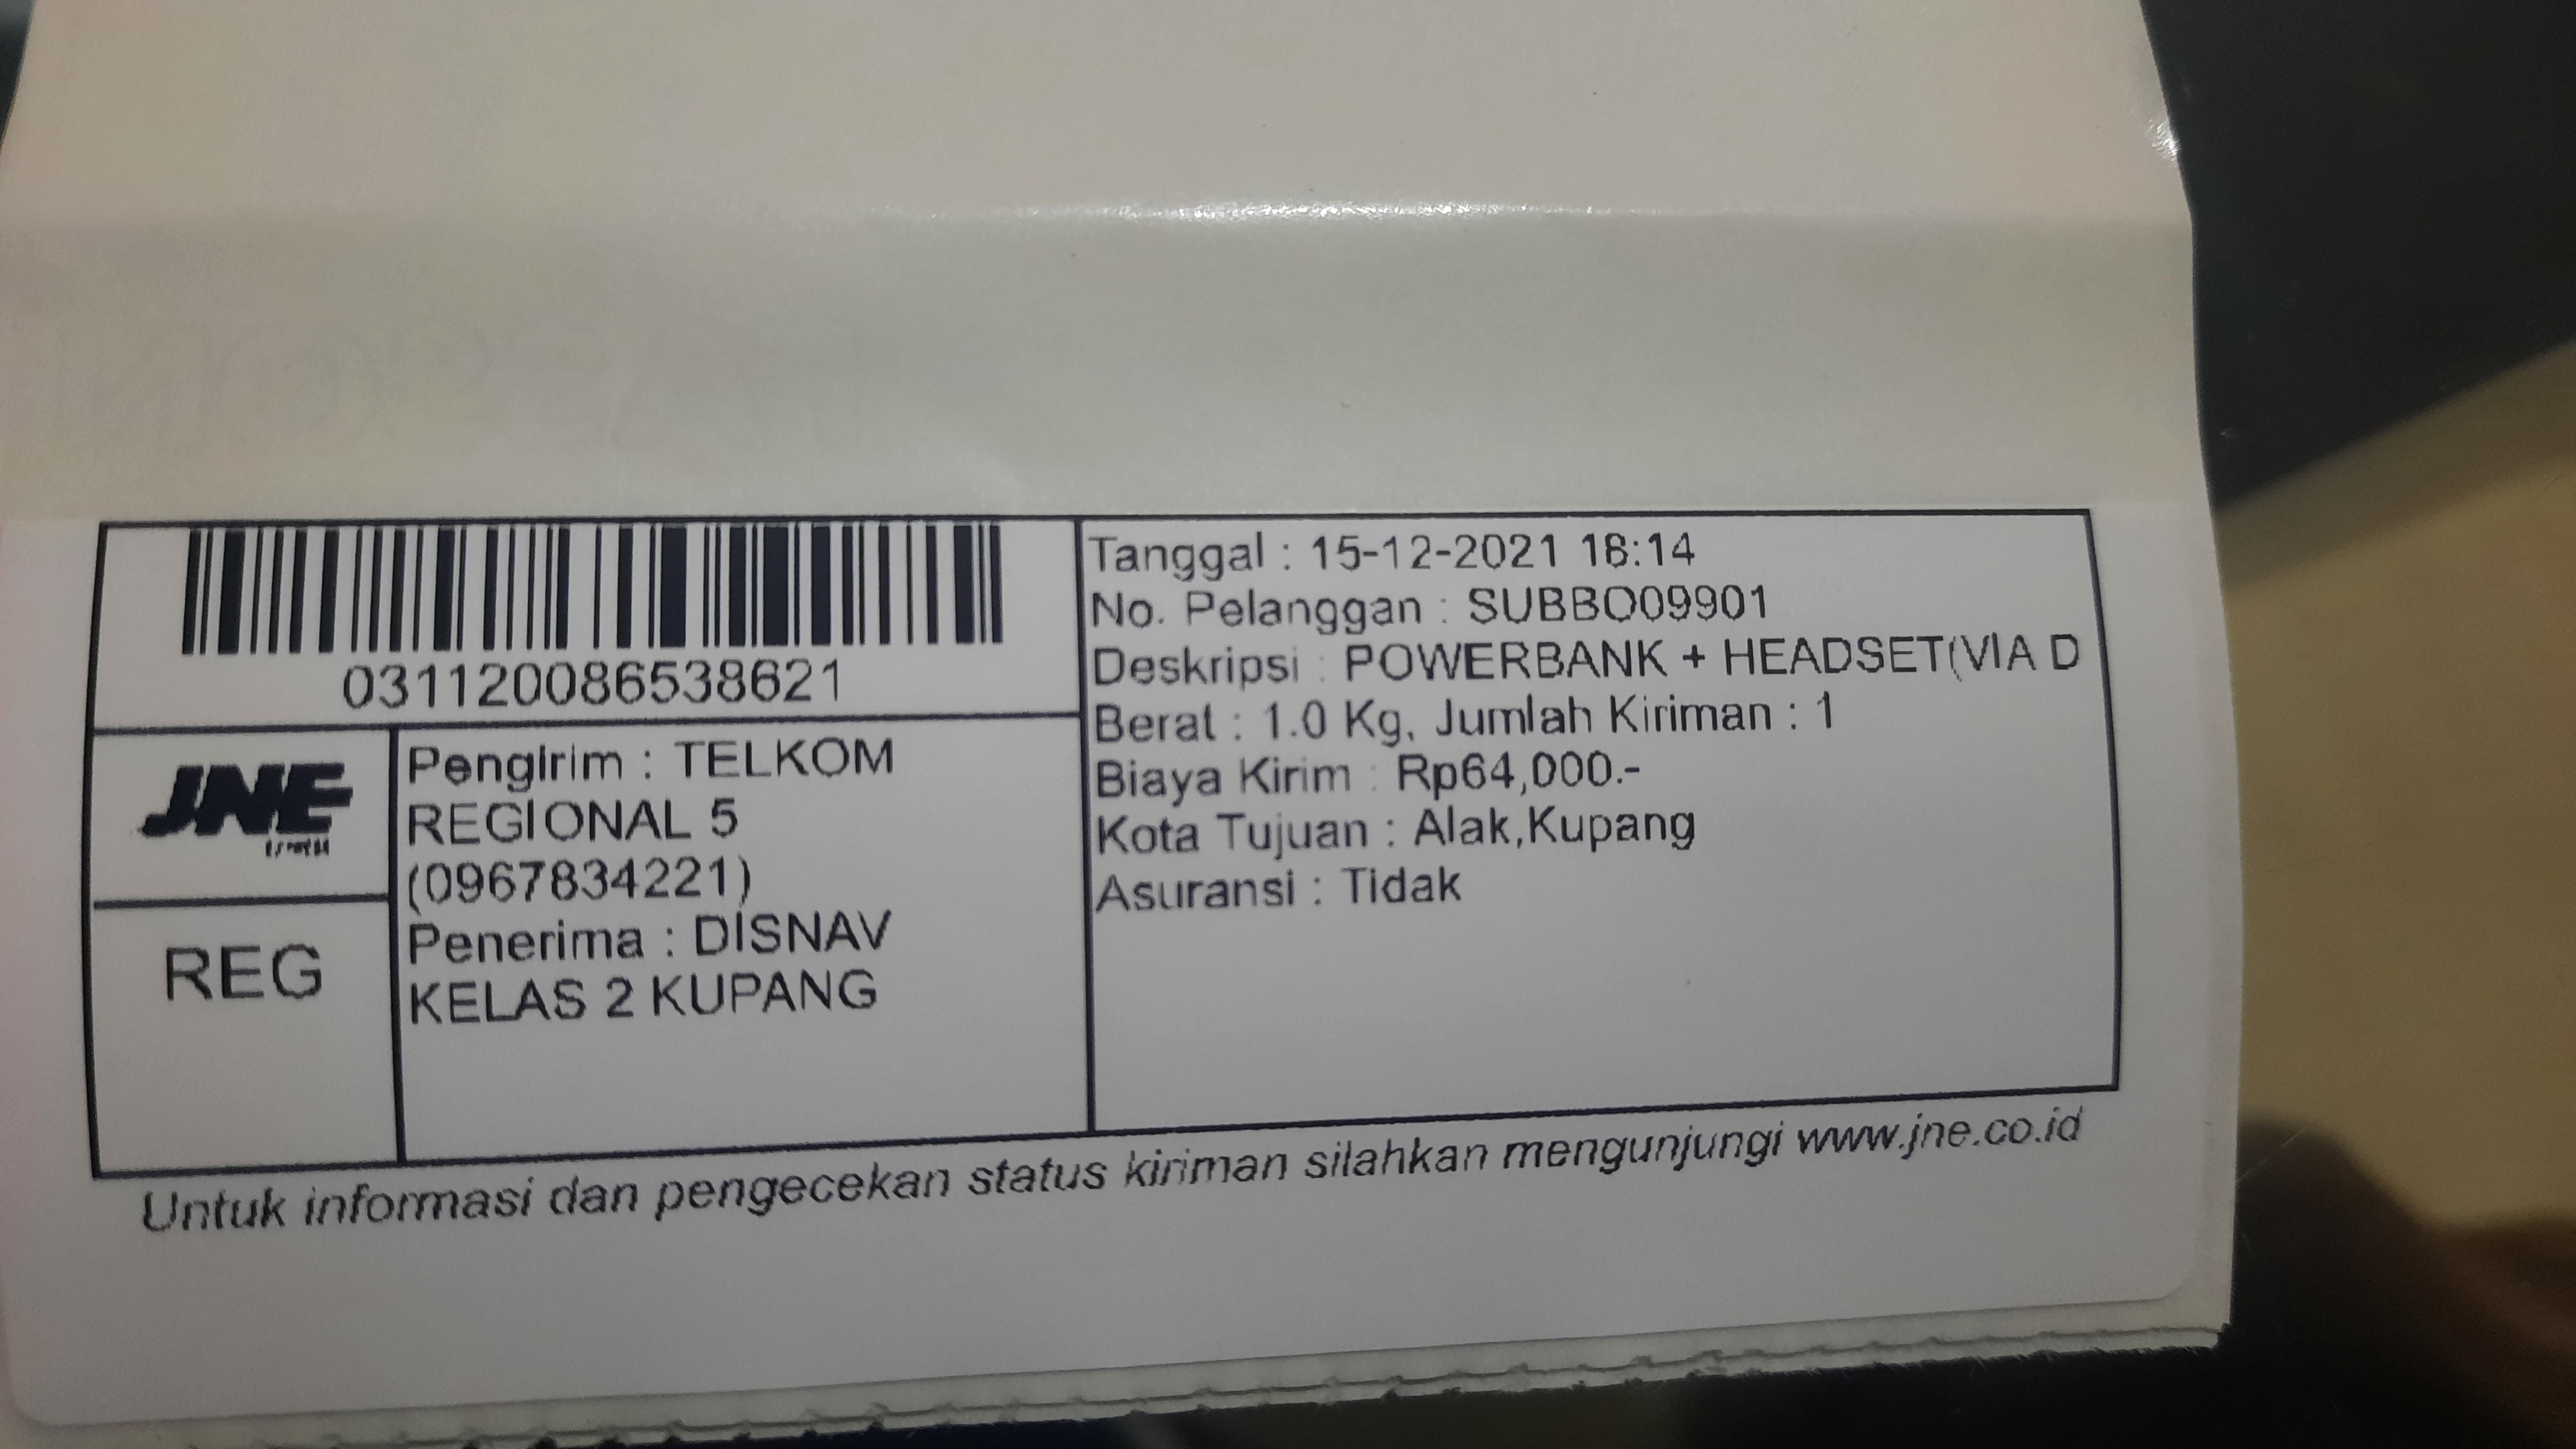 0311200865388621
JNE
REG
Pengirim : TELKOM
REGIONAL 5
(0967834221)
Penerima : DISNAV
KELAS 2 KUPANG
Tanggal : 15-12-2021 18:14
No. Pelanggan : SUBBO09901
Deskripsi : POWERBANK + HEADSET(VIA D
Berat : 1.0 Kg, Jumlah Kiriman : 1
Biaya Kirim : Rp64,000.-
Kota Tujuan : Alak,Kupang
Asuransi : Tidak
Untuk informasi dan pengecekan status kiriman silahkan mengunjungi www.jne.co.id